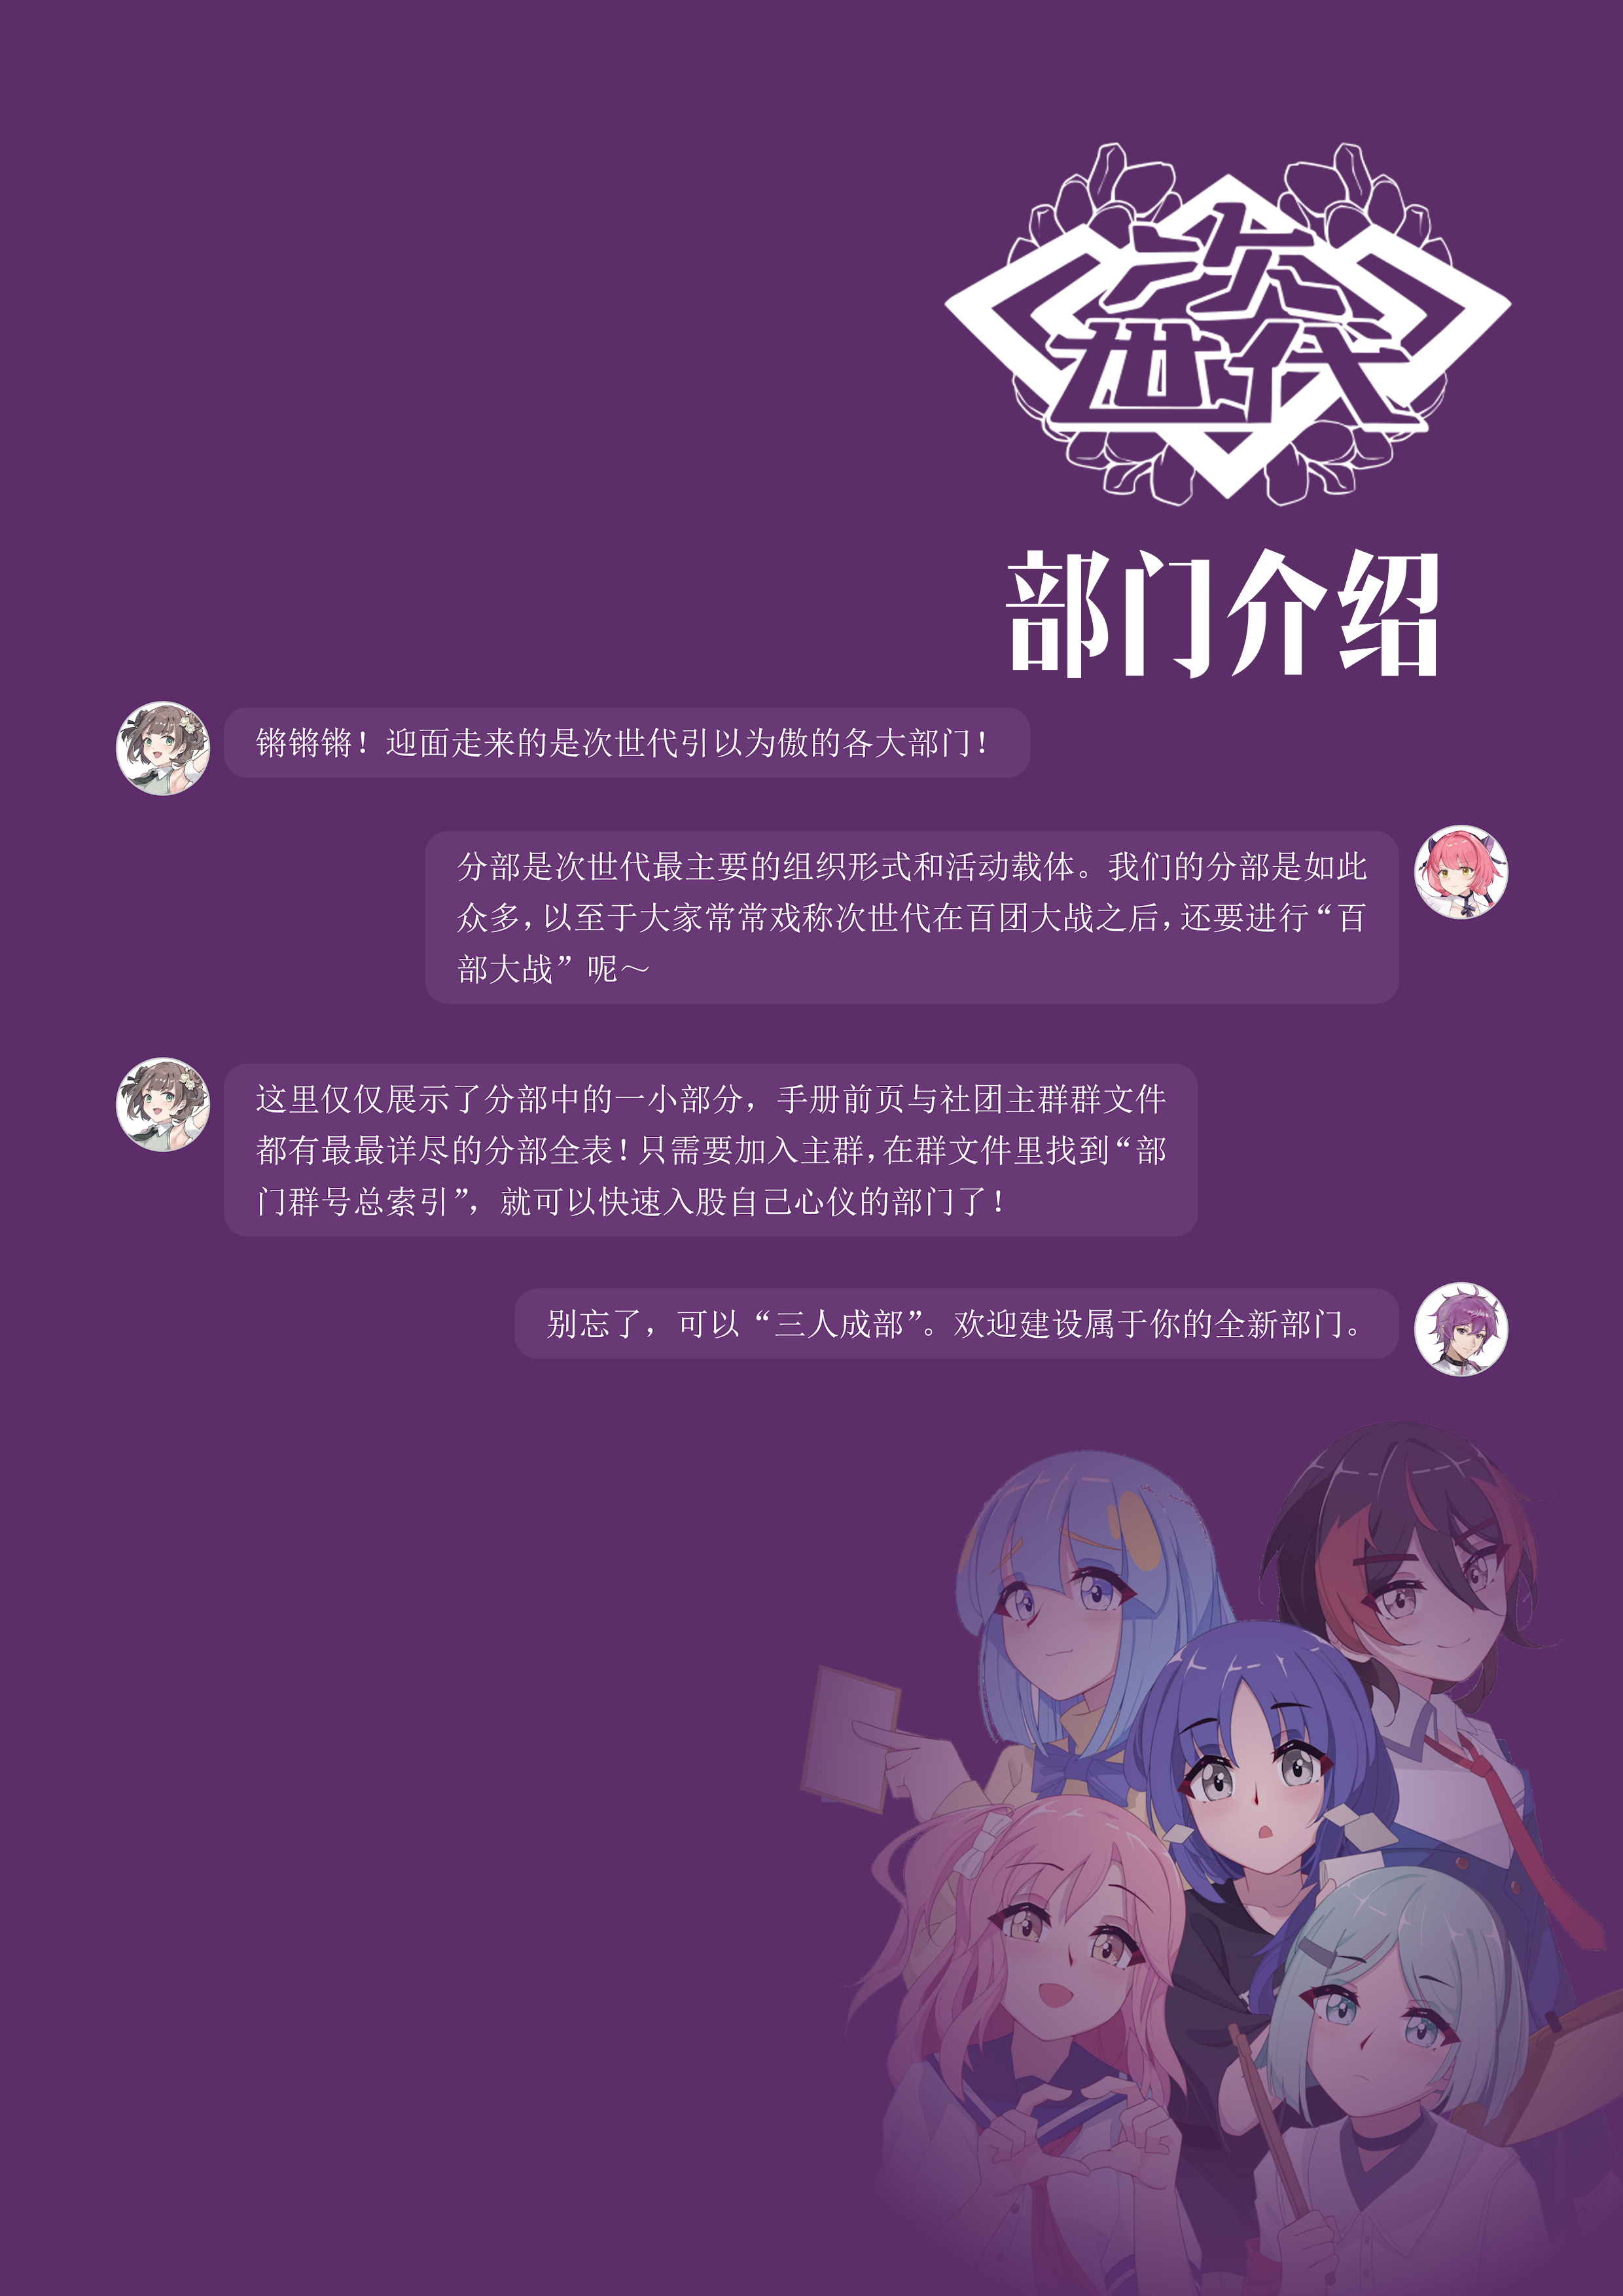 次
世代
部门介绍
锵锵锵！迎面走来的是次世代引以为傲的各大部门！
分部是次世代最主要的组织形式和活动载体。我们的分部是如此
众多，以至于大家常常戏称次世代在百团大战之后，还要进行“百
部大战”呢～
这里仅仅展示了分部中的一小部分，手册前页与社团主群群文件
都有最最详尽的分部全表！只需要加入主群，在群文件里找到“部
门群号总索引”，就可以快速入股自己心仪的部门了！
别忘了，可以“三人成部”。欢迎建设属于你的全新部门。